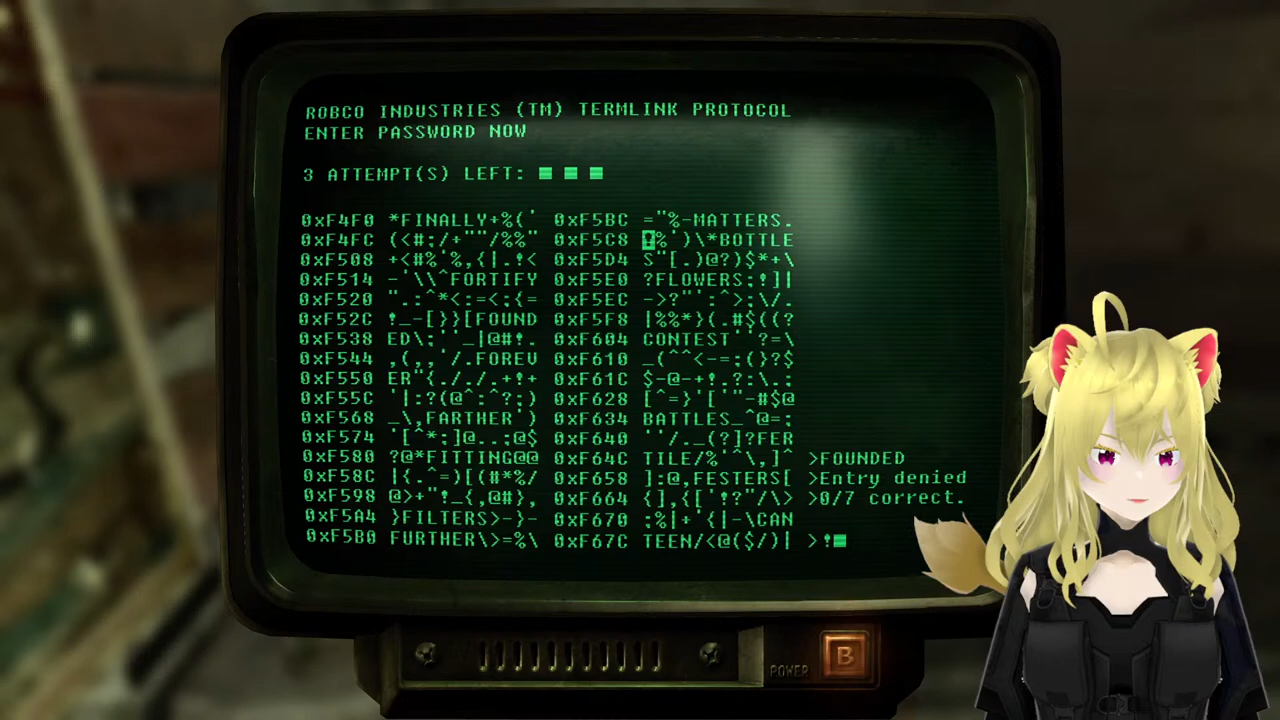 ROBCO INDUSTRIES (TM) TERMLINK PROTOCOL
ENTER PASSWORD NOW
3 ATTEMPT(S) LEFT: ■ ■ ■
0xF4F0 *FINALLY+%(' 0xF5BC ="%-MATTERS.
0xF4FC (<#;/+""/%%" 0xF5C8 !%')\*BOTTLE
0xF508 +<#%'%,{|.!< 0xF5D4 S"[.)@?)$*+\
0xF514 -'\\^FORTIFY 0xF5E0 ?FLOWERS;!]|
0xF520 ".:^*<:=<;{= 0xF5EC ->?"':^>;\/.
0xF52C !_-[}}[FOUND 0xF5F8 |%%*}(.#$((?
0xF538 ED\;''_|@#!. 0xF604 CONTEST''?=\
0xF544 ,(,,'/.FOREV 0xF610 _(^^<-=;(}?$
0xF550 ER"{././.+!+ 0xF61C $-@-+!.?:\.;
0xF55C '|:?(@^:^?;) 0xF628 [^=}'['"-#$@
0xF568 _\,FARTHER') 0xF634 BATTLES_^@=;
0xF574 '[^*;]@..;@$ 0xF640 ''/._(?]?FER
0xF580 ?@*FITTING@@ 0xF64C TILE/%'^\,]^ >FOUNDED
0xF58C |{.^=)[(#*%/ 0xF658 ]:@,FESTERS[ >Entry denied
0xF598 @>+"!_{,@#}, 0xF664 {],{['!?"/\> >0/7 correct.
0xF5A4 }FILTERS>-}- 0xF670 ;%|+'{|-\CAN
0xF5B0 FURTHER\>=%\ 0xF67C TEEN/<@($/)| >!■
POWER
B